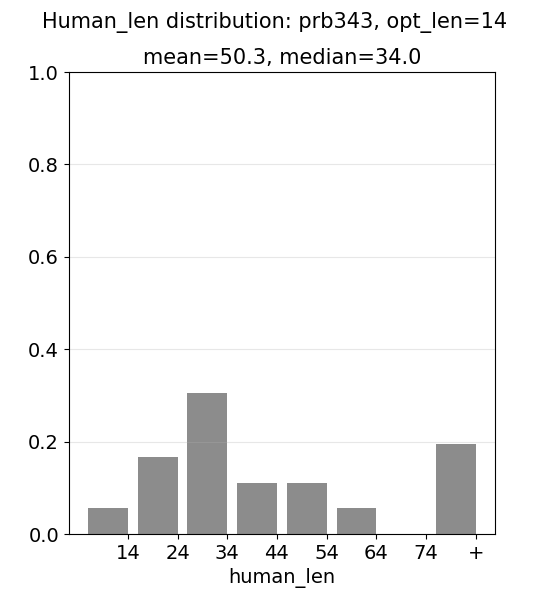 Human_len distribution: prb343, opt_len=14
mean=50.3, median=34.0
1.0
0.8
0.6
0.4
0.2
0.0
14 24 34 44 54 64 74 +
human_len